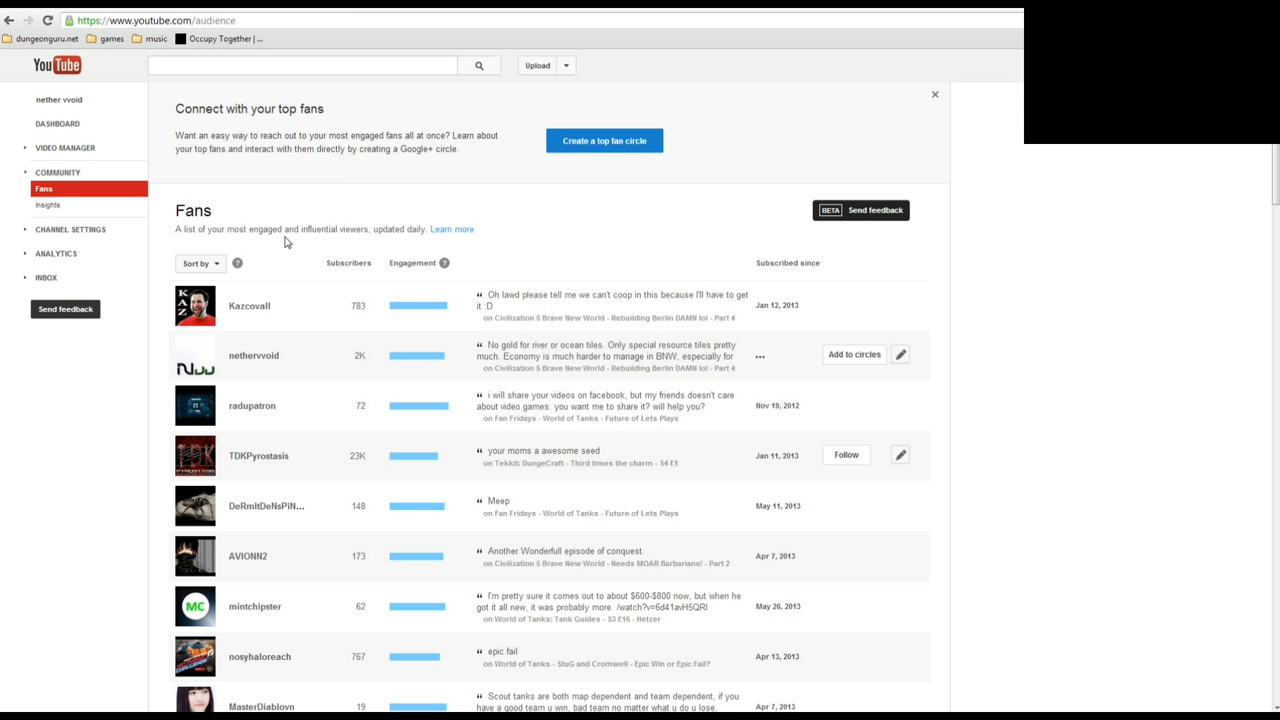 https://www.youtube.com/audience
dungeonguru.net games music Occupy Together | ...
YouTube Upload
nether vvoid
DASHBOARD
VIDEO MANAGER
COMMUNITY
Fans
Insights
CHANNEL SETTINGS
ANALYTICS
INBOX
Send feedback
Connect with your top fans
Want an easy way to reach out to your most engaged fans all at once? Learn about
your top fans and interact with them directly by creating a Google+ circle.
Create a top fan circle
Fans
BETA Send feedback
A list of your most engaged and influential viewers, updated daily. Learn more
Sort by ? Subscribers Engagement ? Subscribed since
Kazcovall 783 “ Oh lawd please tell me we can't coop in this because I'll have to get
it :D
on Civilization 5 Brave New World - Rebuilding Berlin DAMN lol - Part 4
Jan 12, 2013
KAZ
nethervvoid 2K “ No gold for river or ocean tiles. Only special resource tiles pretty
much. Economy is much harder to manage in BNW, especially for
on Civilization 5 Brave New World - Rebuilding Berlin DAMN lol - Part 4
... Add to circles
radupatron 72 “ i will share your videos on facebook, but my friends doesn't care
about video games. you want me to share it? will help you?
on Fan Fridays - World of Tanks - Future of Lets Plays
Nov 19, 2012
TDK
TDKPyrostasis 23K “ your moms a awesome seed
on Tekkit: DungeCraft - Third times the charm - S4 E1
Jan 11, 2013 Follow
DeRmItDeNsPiN... 148 “ Meep
on Fan Fridays - World of Tanks - Future of Lets Plays
May 11, 2013
AVIONN2 173 “ Another Wonderfull episode of conquest.
on Civilization 5 Brave New World - Needs MOAR Barbarians! - Part 2
Apr 7, 2013
MC
mintchipster 62 “ I'm pretty sure it comes out to about $600-$800 now, but when he
got it all new, it was probably more. /watch?v=6d41avH5QRI
on World of Tanks: Tank Guides - S3 E16 - Hetzer
May 26, 2013
nosyhaloreach 767 “ epic fail
on World of Tanks - StuG and Cromwell - Epic Win or Epic Fail?
Apr 13, 2013
MasterDiablovn 19 “ Scout tanks are both map dependent and team dependent, if you
have a good team u win, bad team no matter what u do u lose.
Apr 7, 2013